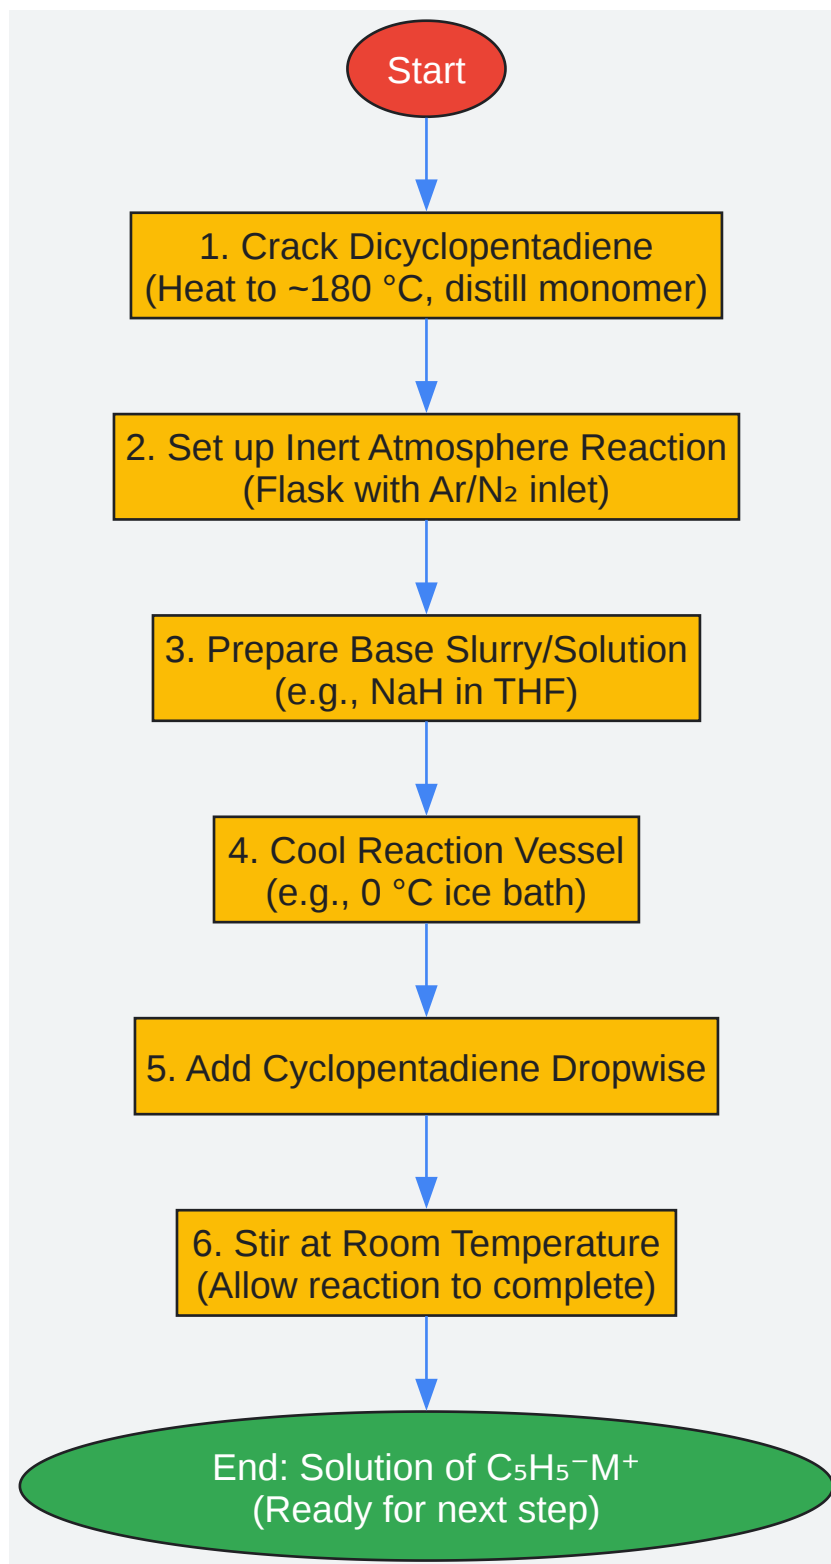 Start
1. Crack Dicyclopentadiene
(Heat to ~180 °C, distill monomer)
2. Set up Inert Atmosphere Reaction
(Flask with Ar/N₂ inlet)
3. Prepare Base Slurry/Solution
(e.g., NaH in THF)
4. Cool Reaction Vessel
(e.g., 0 °C ice bath)
5. Add Cyclopentadiene Dropwise
6. Stir at Room Temperature
(Allow reaction to complete)
End: Solution of C₅H₅⁻M⁺
(Ready for next step)